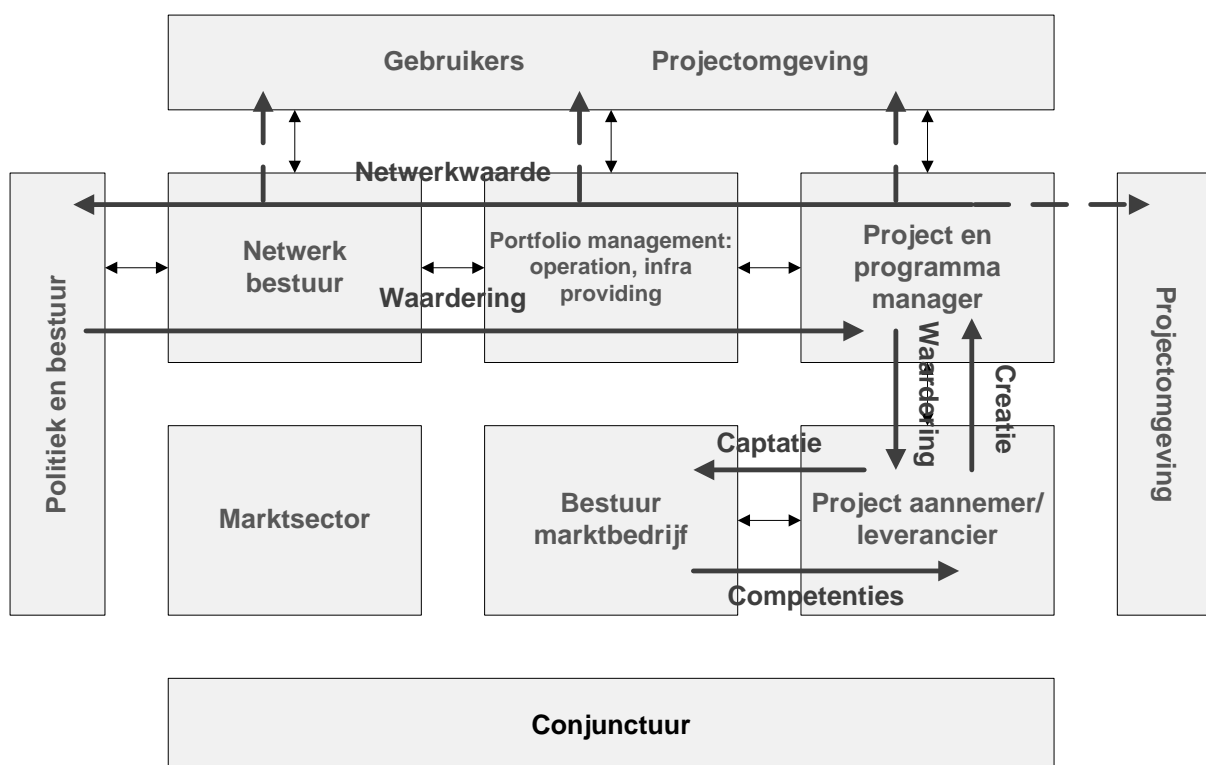 Gebruikers
Projectomgeving
Netwerkwaarde
Netwerk
bestuur
Portfolio management:
operation, infra
providing
Project en
programma
manager
Waardering
Politiek en bestuur
Projectomgeving
Waardering
Creatie
Captatie
Marktsector
Bestuur
marktbedrijf
Project aannemer/
leverancier
Competenties
Conjunctuur